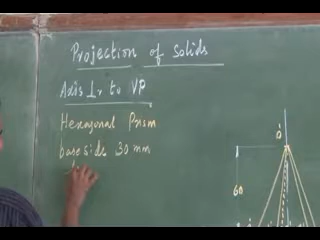 Projection of Solids
Axis ⊥r to VP
Hexagonal Prism
base side 30 mm
o'
60